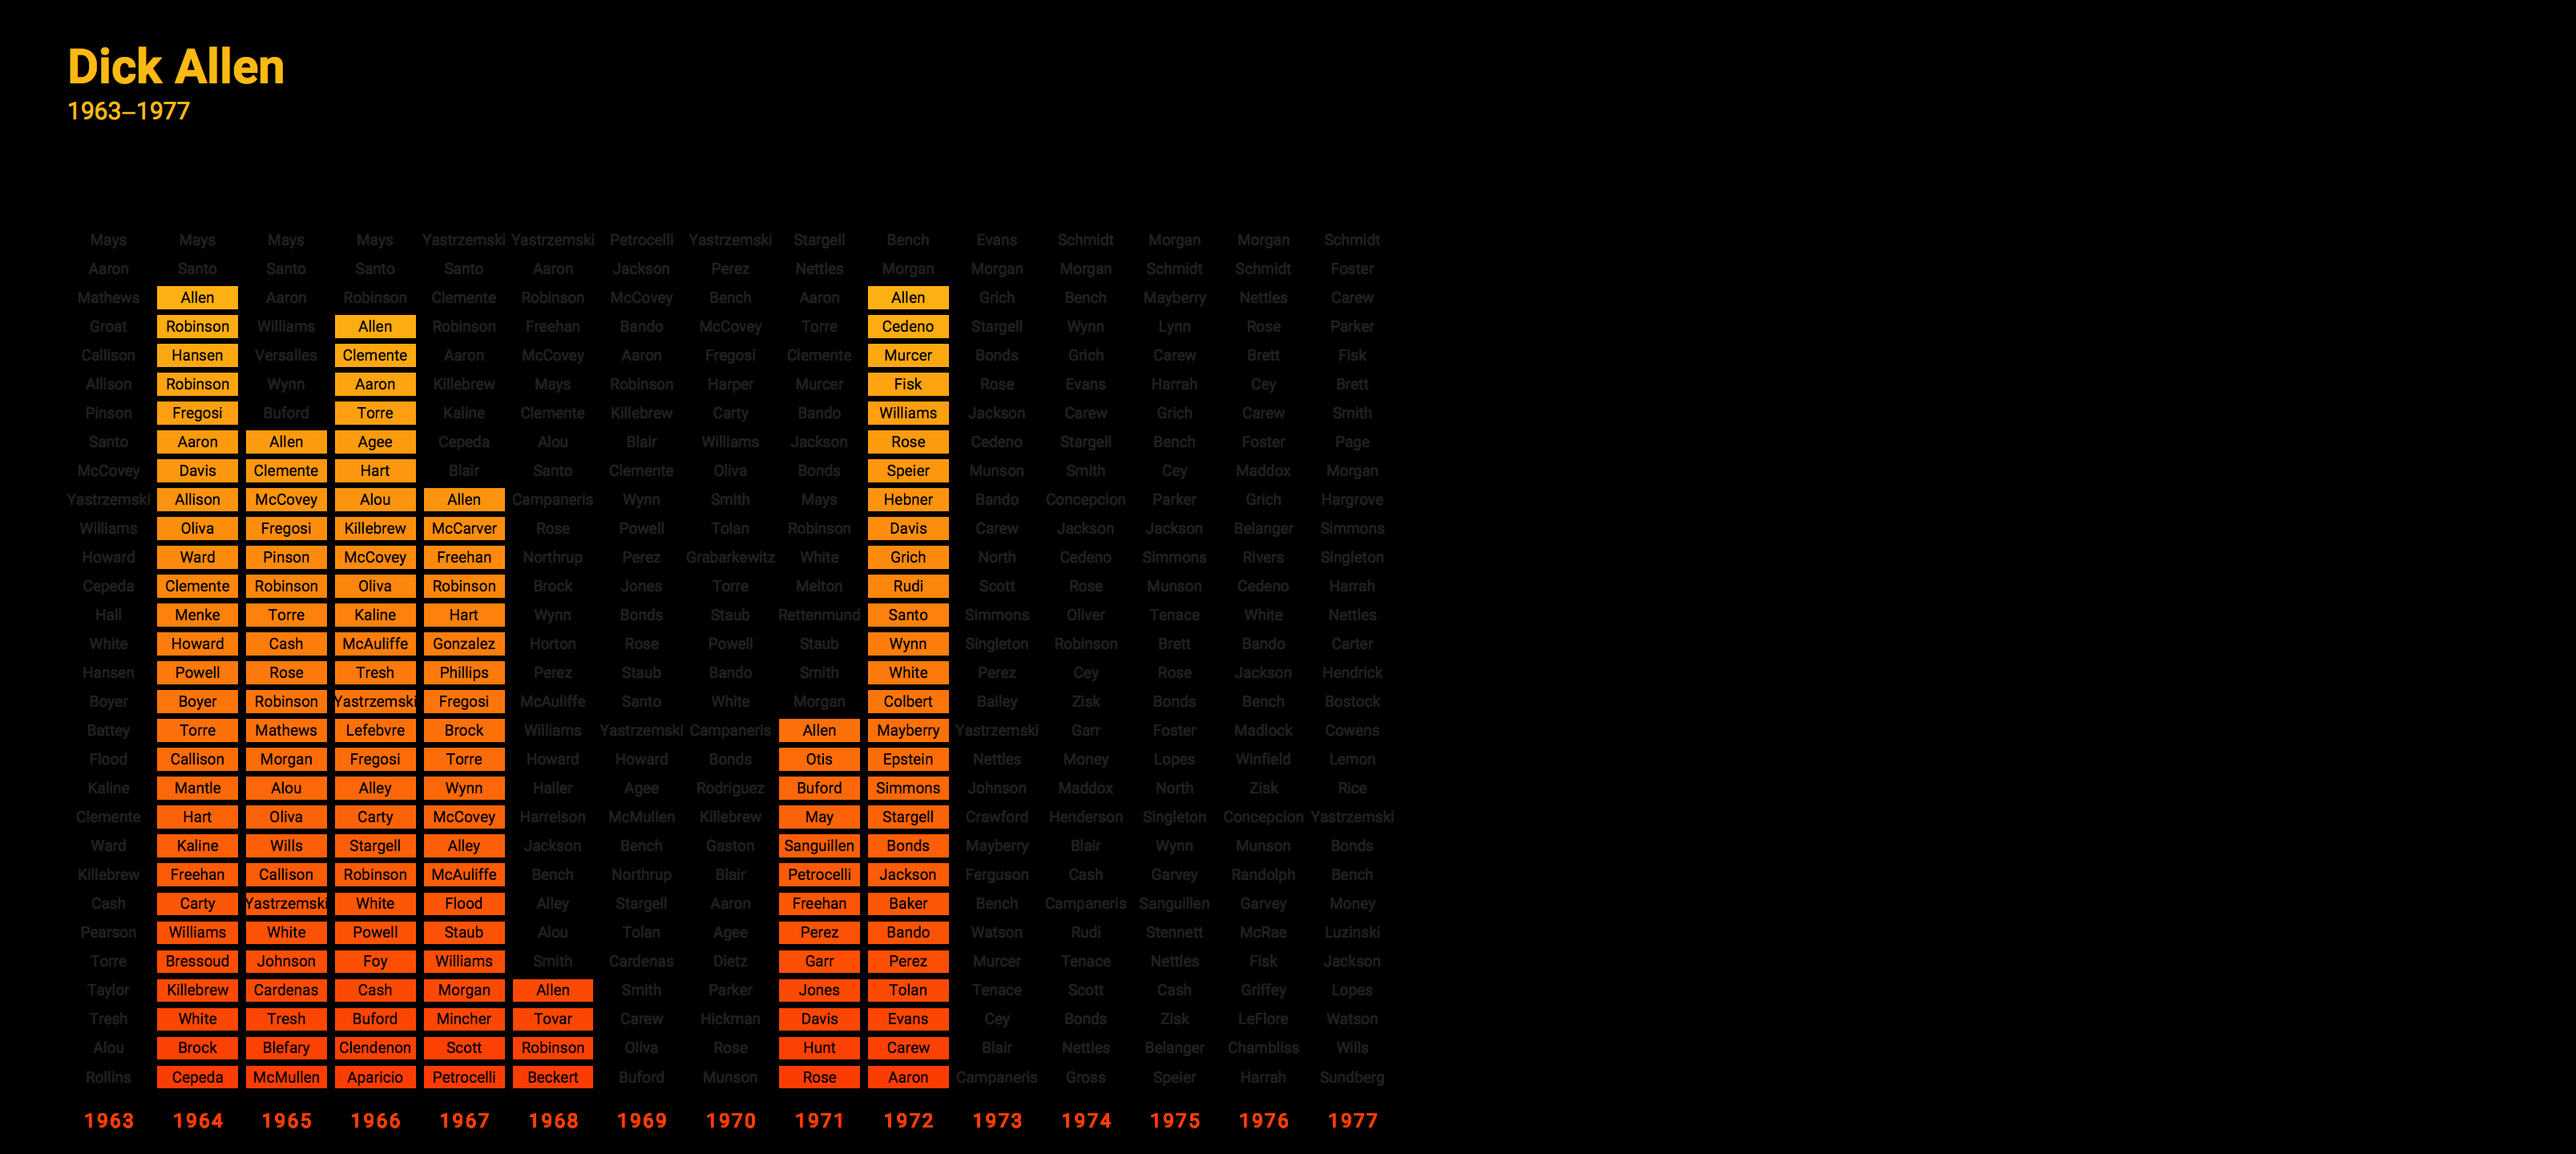 Dick Allen
1963–1977
Mays Mays Mays Mays Yastrzemski Yastrzemski Petrocelli Yastrzemski Stargell Bench Evans Schmidt Morgan Morgan Schmidt
Aaron Santo Santo Santo Santo Aaron Jackson Perez Nettles Morgan Morgan Morgan Schmidt Schmidt Foster
Mathews Allen Aaron Robinson Clemente Robinson McCovey Bench Aaron Allen Grich Bench Mayberry Nettles Carew
Groat Robinson Williams Allen Robinson Freehan Bando McCovey Torre Cedeno Stargell Wynn Lynn Rose Parker
Callison Hansen Versalles Clemente Aaron McCovey Aaron Fregosi Clemente Murcer Bonds Grich Carew Brett Fisk
Allison Robinson Wynn Aaron Killebrew Mays Robinson Harper Murcer Fisk Rose Evans Harrah Cey Brett
Pinson Fregosi Buford Torre Kaline Clemente Killebrew Carty Bando Williams Jackson Carew Grich Carew Smith
Santo Aaron Allen Agee Cepeda Alou Blair Williams Jackson Rose Cedeno Stargell Bench Foster Page
McCovey Davis Clemente Hart Blair Santo Clemente Oliva Bonds Speier Munson Smith Cey Maddox Morgan
Yastrzemski Allison McCovey Alou Allen Campaneris Wynn Smith Mays Hebner Bando Concepcion Parker Grich Hargrove
Williams Oliva Fregosi Killebrew McCarver Rose Powell Tolan Robinson Davis Carew Jackson Jackson Belanger Simmons
Howard Ward Pinson McCovey Freehan Northrup Perez Grabarkewitz White Grich North Cedeno Simmons Rivers Singleton
Cepeda Clemente Robinson Oliva Robinson Brock Jones Torre Melton Rudi Scott Rose Munson Cedeno Harrah
Hall Menke Torre Kaline Hart Wynn Bonds Staub Rettenmund Santo Simmons Oliver Tenace White Nettles
White Howard Cash McAuliffe Gonzalez Horton Rose Powell Staub Wynn Singleton Robinson Brett Bando Carter
Hansen Powell Rose Tresh Phillips Perez Staub Bando Smith White Perez Cey Rose Jackson Hendrick
Boyer Boyer Robinson Yastrzemski Fregosi McAuliffe Santo White Morgan Colbert Bailey Zisk Bonds Bench Bostock
Battey Torre Mathews Lefebvre Brock Williams Yastrzemski Campaneris Allen Mayberry Yastrzemski Garr Foster Madlock Cowens
Flood Callison Morgan Fregosi Torre Howard Howard Bonds Otis Epstein Nettles Money Lopes Winfield Lemon
Kaline Mantle Alou Alley Wynn Haller Agee Rodriguez Buford Simmons Johnson Maddox North Zisk Rice
Clemente Hart Oliva Carty McCovey Harrelson McMullen Killebrew May Stargell Crawford Henderson Singleton Concepcion Yastrzemski
Ward Kaline Wills Stargell Alley Jackson Bench Gaston Sanguillen Bonds Mayberry Blair Wynn Munson Bonds
Killebrew Freehan Callison Robinson McAuliffe Bench Northrup Blair Petrocelli Jackson Ferguson Cash Garvey Randolph Bench
Cash Carty Yastrzemski White Flood Alley Stargell Aaron Freehan Baker Bench Campaneris Sanguillen Garvey Money
Pearson Williams White Powell Staub Alou Tolan Agee Perez Bando Watson Rudi Stennett McRae Luzinski
Torre Bressoud Johnson Foy Williams Smith Cardenas Dietz Garr Perez Murcer Tenace Nettles Fisk Jackson
Taylor Killebrew Cardenas Cash Morgan Allen Smith Parker Jones Tolan Tenace Scott Cash Griffey Lopes
Tresh White Tresh Buford Mincher Tovar Carew Hickman Davis Evans Cey Bonds Zisk LeFlore Watson
Alou Brock Blefary Clendenon Scott Robinson Oliva Rose Hunt Carew Blair Nettles Belanger Chambliss Wills
Rollins Cepeda McMullen Aparicio Petrocelli Beckert Buford Munson Rose Aaron Campaneris Gross Speier Harrah Sundberg
1963 1964 1965 1966 1967 1968 1969 1970 1971 1972 1973 1974 1975 1976 1977